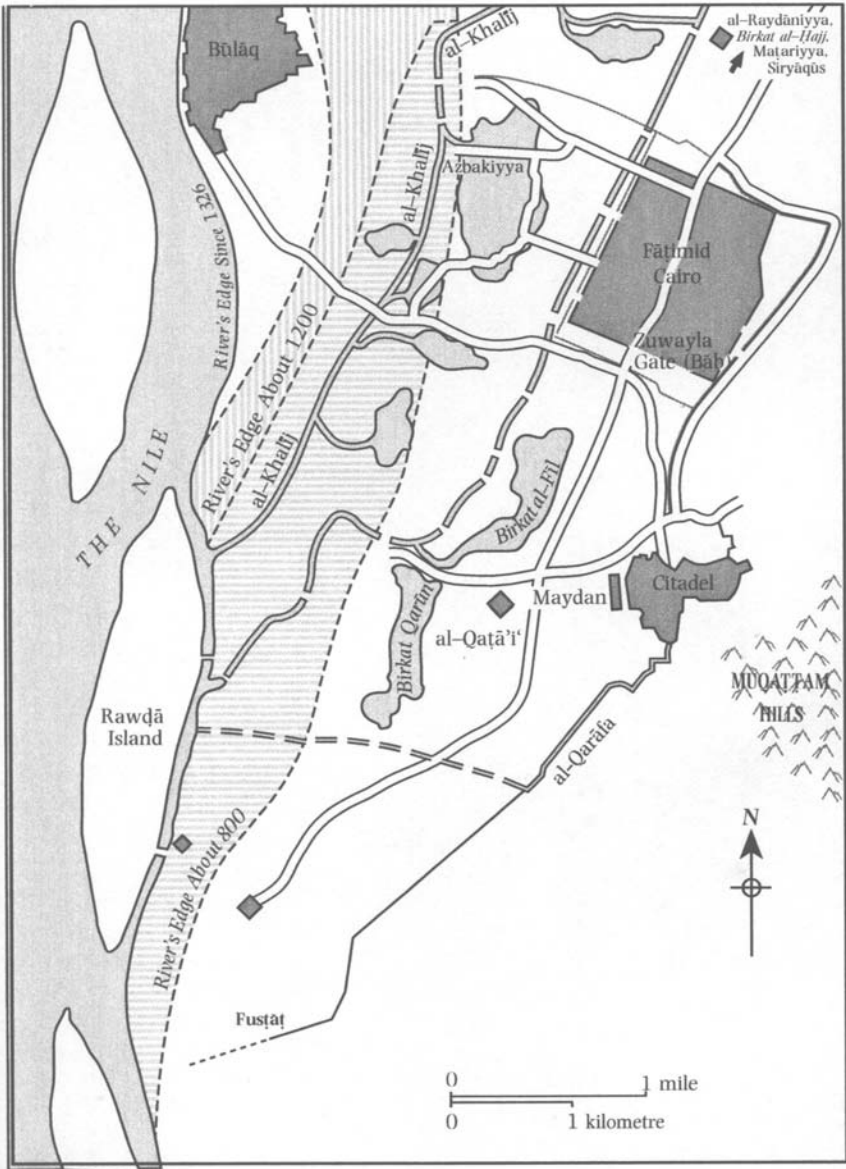 al-Raydāniyya,
Birkat al-Ḥajj,
Maṭariyya,
Siryāqūs
Būlāq
al-Khalīj
al-Khalīj
Azbakiyya
River's Edge Since 1326
Fāṭimid
Cairo
River's Edge About 1200
Zuwayla
Gate (Bāb)
al-Khalīj
THE NILE
Birkat al-Fīl
Citadel
Maydan
Birkat Qarūn
al-Qaṭā'i‘
MUQAṬṬAM
HILLS
Rawḍā
Island
al-Qarāfa
N
River's Edge About 800
Fusṭāṭ
0 1 mile
0 1 kilometre